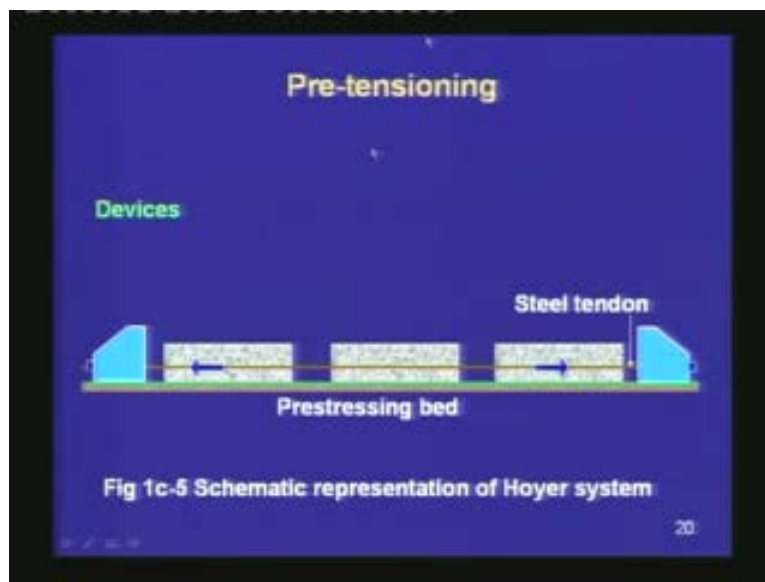 Pre-tensioning
Devices
Steel tendon
Prestressing bed
Fig 1c-5 Schematic representation of Hoyer system
20